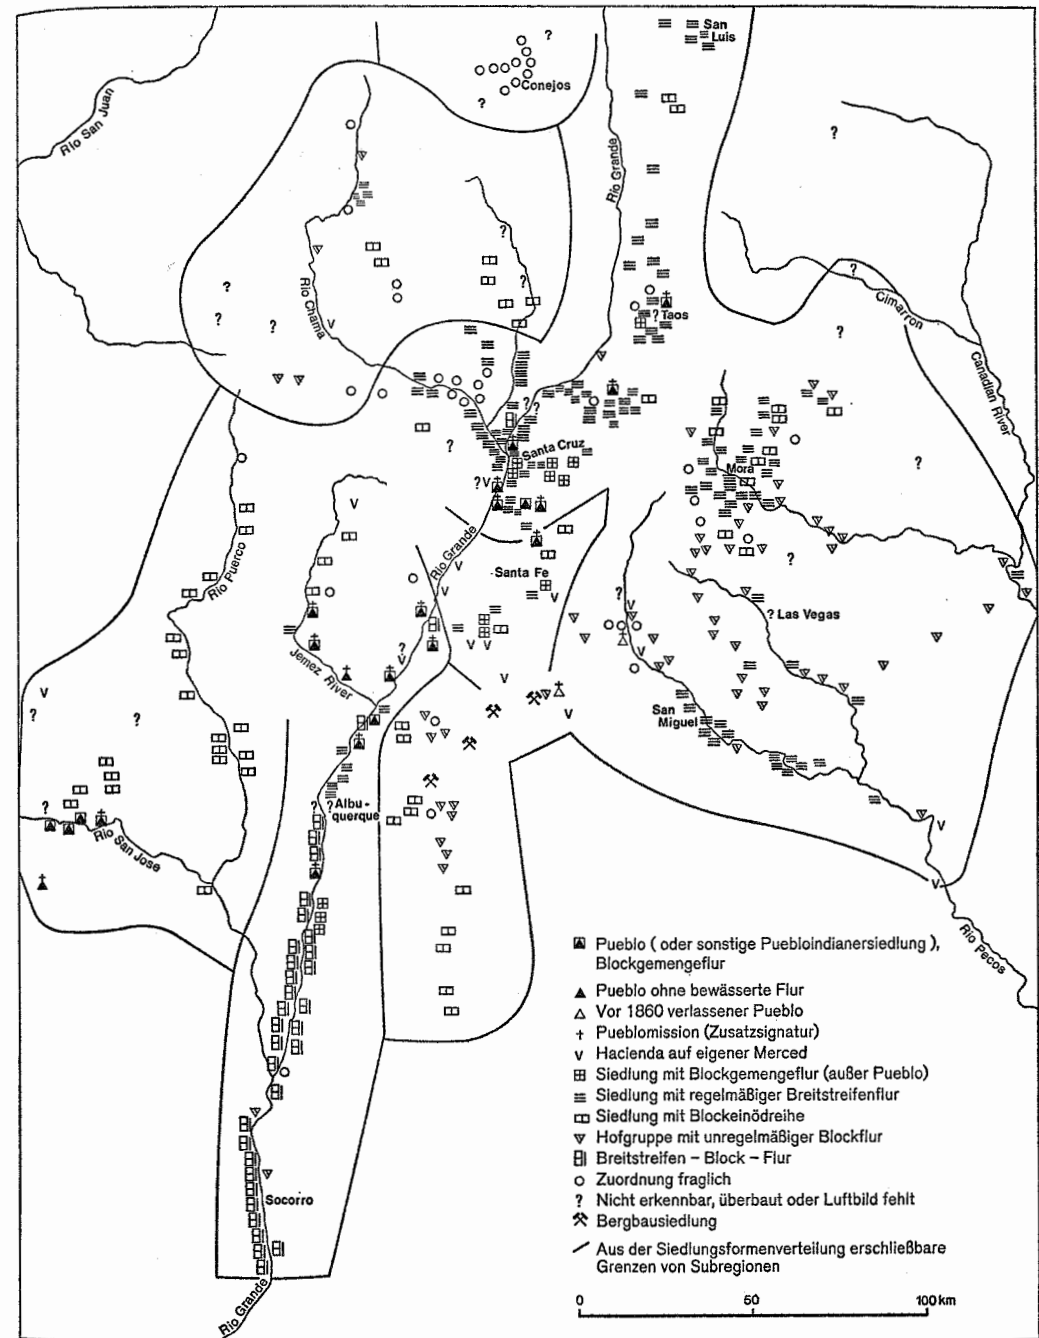 San
Luis
?
Conejos
?
Rio San Juan
?
Rio Grande
?
?
?
Rio Chama
V
?
?
?
Taos
?
Cimarron
?
Canadian River
?
?
?
Santa Cruz
?V
Mora
?
?
V
Rio Puerco
Rio Grande
V
Santa Fe
V
V
?
V
? Las Vegas
V
V V
V
Jemez River
?
V
V
V
San
Miguel
V
?
?
?
?
?
Albu-
querque
Rio San Jose
V
V
Rio Pecos
Pueblo ( oder sonstige Puebloindianersiedlung ),
Blockgemengeflur
Pueblo ohne bewässerte Flur
Vor 1860 verlassener Pueblo
Pueblomission (Zusatzsignatur)
v Hacienda auf eigener Merced
Siedlung mit Blockgemengeflur (außer Pueblo)
Siedlung mit regelmäßiger Breitstreifenflur
Siedlung mit Blockeinödreihe
Hofgruppe mit unregelmäßiger Blockflur
Breitstreifen – Block – Flur
Zuordnung fraglich
? Nicht erkennbar, überbaut oder Luftbild fehlt
Bergbausiedlung
Aus der Siedlungsformenverteilung erschließbare
Grenzen von Subregionen
Socorro
Rio Grande
0 50 100 km